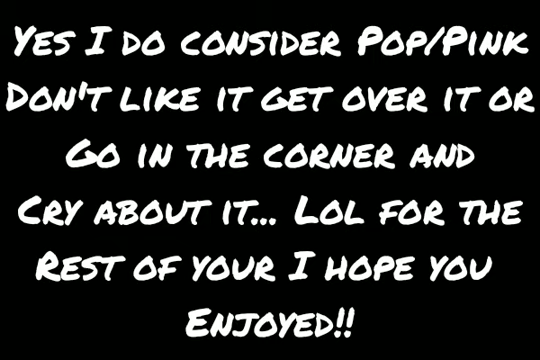 Yes I do consider Pop/Pink
Don't like it get over it or
Go in the corner and
Cry about it... Lol for the
Rest of your I hope you
Enjoyed!!